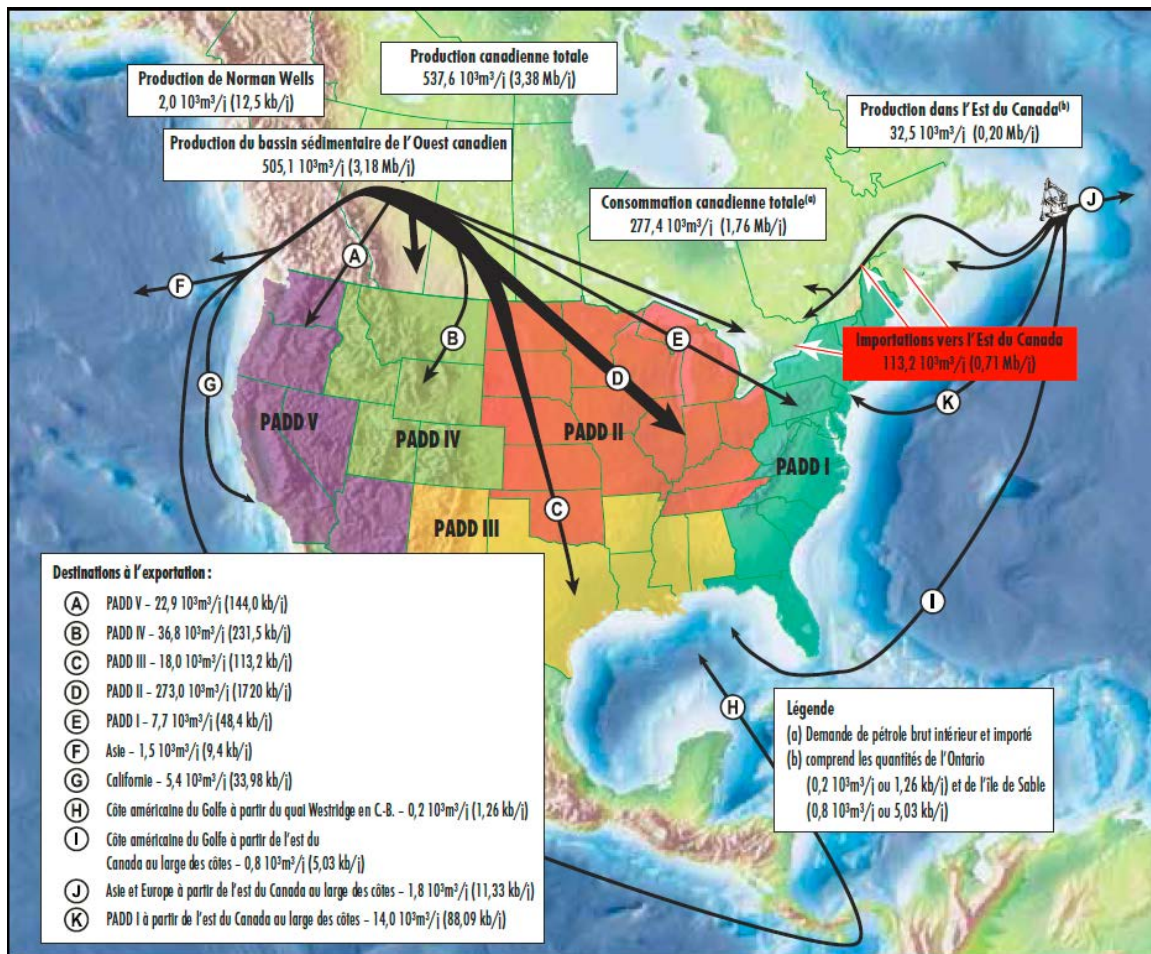 Production canadienne totale
537,6 10³m³/j (3,38 Mb/j)
Production de Norman Wells
2,0 10³m³/j (12,5 kb/j)
Production dans l'Est du Canada(b)
32,5 10³m³/j (0,20 Mb/j)
Production du bassin sédimentaire de l'Ouest canadien
505,1 10³m³/j (3,18 Mb/j)
Consommation canadienne totale(a)
277,4 10³m³/j (1,76 Mb/j)
J
A
F
B
E
Importations vers l'Est du Canada
113,2 10³m³/j (0,71 Mb/j)
G
D
K
PADD V
PADD IV
PADD II
PADD I
C
PADD III
I
H
Destinations à l'exportation :
A PADD V – 22,9 10³m³/j (144,0 kb/j)
B PADD IV – 36,8 10³m³/j (231,5 kb/j)
C PADD III – 18,0 10³m³/j (113,2 kb/j)
D PADD II – 273,0 10³m³/j (1720 kb/j)
E PADD I – 7,7 10³m³/j (48,4 kb/j)
F Asie – 1,5 10³m³/j (9,4 kb/j)
G Californie – 5,4 10³m³/j (33,98 kb/j)
H Côte américaine du Golfe à partir du quai Westridge en C.-B. – 0,2 10³m³/j (1,26 kb/j)
I Côte américaine du Golfe à partir de l'est du
Canada au large des côtes – 0,8 10³m³/j (5,03 kb/j)
J Asie et Europe à partir de l'est du Canada au large des côtes – 1,8 10³m³/j (11,33 kb/j)
K PADD I à partir de l'est du Canada au large des côtes – 14,0 10³m³/j (88,09 kb/j)
Légende
(a) Demande de pétrole brut intérieur et importé
(b) comprend les quantités de l'Ontario
(0,2 10³m³/j ou 1,26 kb/j) et de l'île de Sable
(0,8 10³m³/j ou 5,03 kb/j)